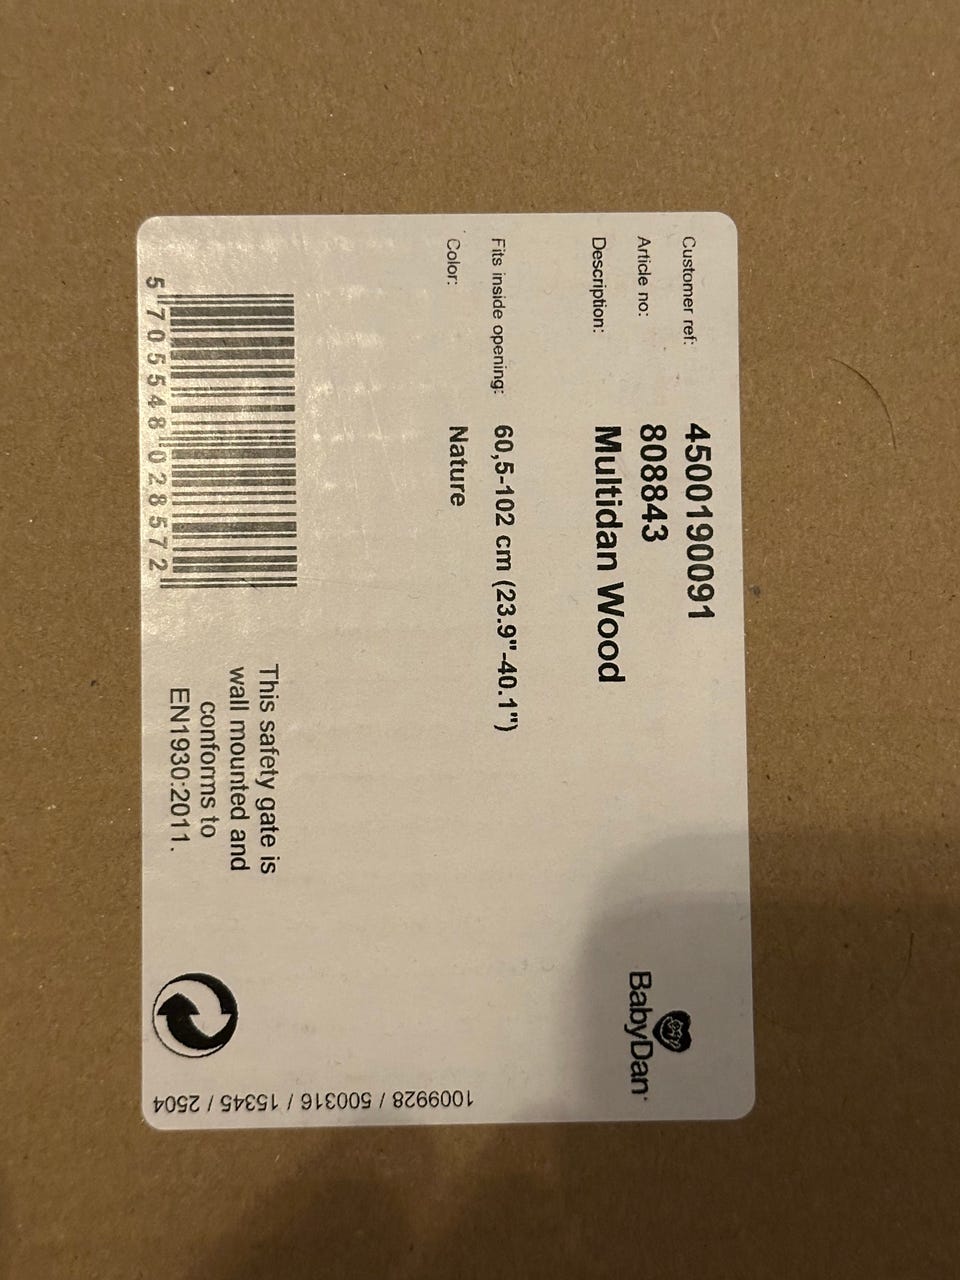 Customer ref: 4500190091
Article no: 808843
Description: Multidan Wood
Fits inside opening: 60,5-102 cm (23.9"-40.1")
Color: Nature
BabyDan
5 705548 028572
This safety gate is
wall mounted and
conforms to
EN1930:2011.
1009928 / 500316 / 15345 / 2504